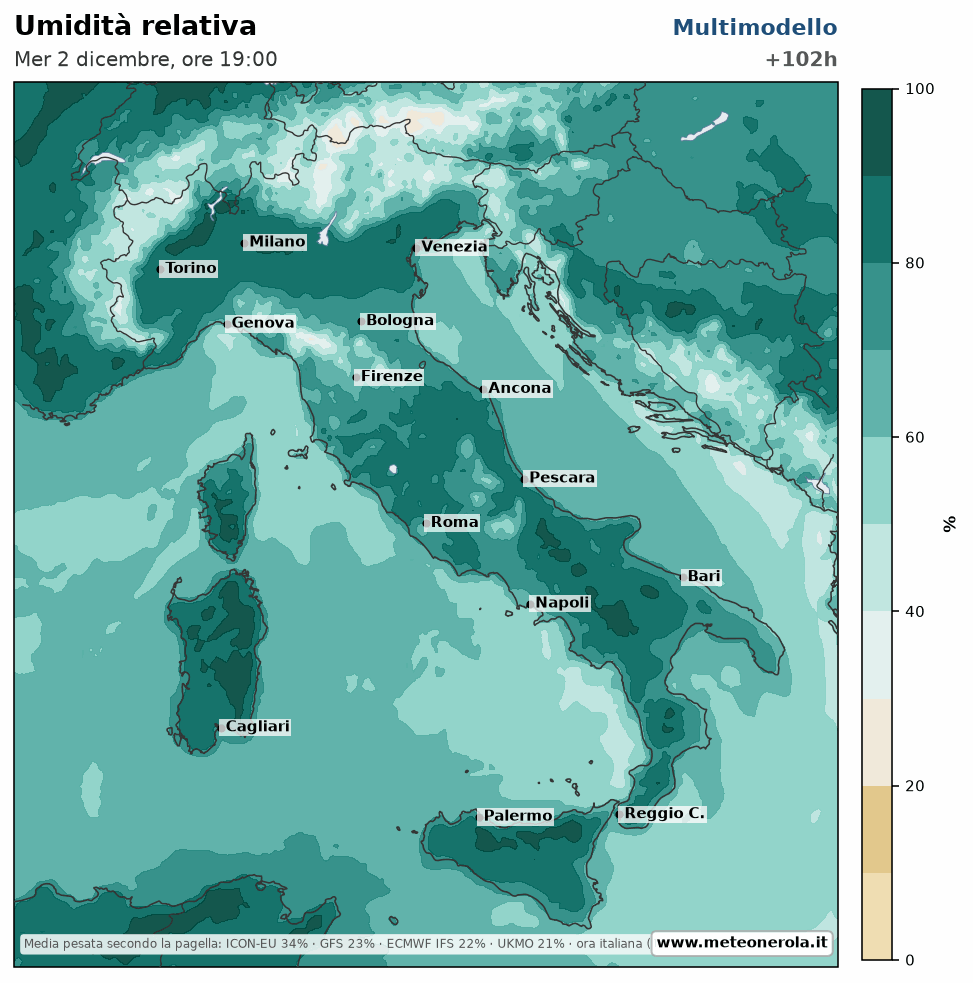 Umidità relativa
Multimodello
Mer 2 dicembre, ore 19:00
+102h
100
80
60
40
20
0
%
Milano
Venezia
Torino
Genova
Bologna
Firenze
Ancona
Pescara
Roma
Bari
Napoli
Cagliari
Palermo
Reggio C.
Media pesata secondo la pagella: ICON-EU 34% · GFS 23% · ECMWF IFS 22% · UKMO 21% · ora italiana (
www.meteonerola.it